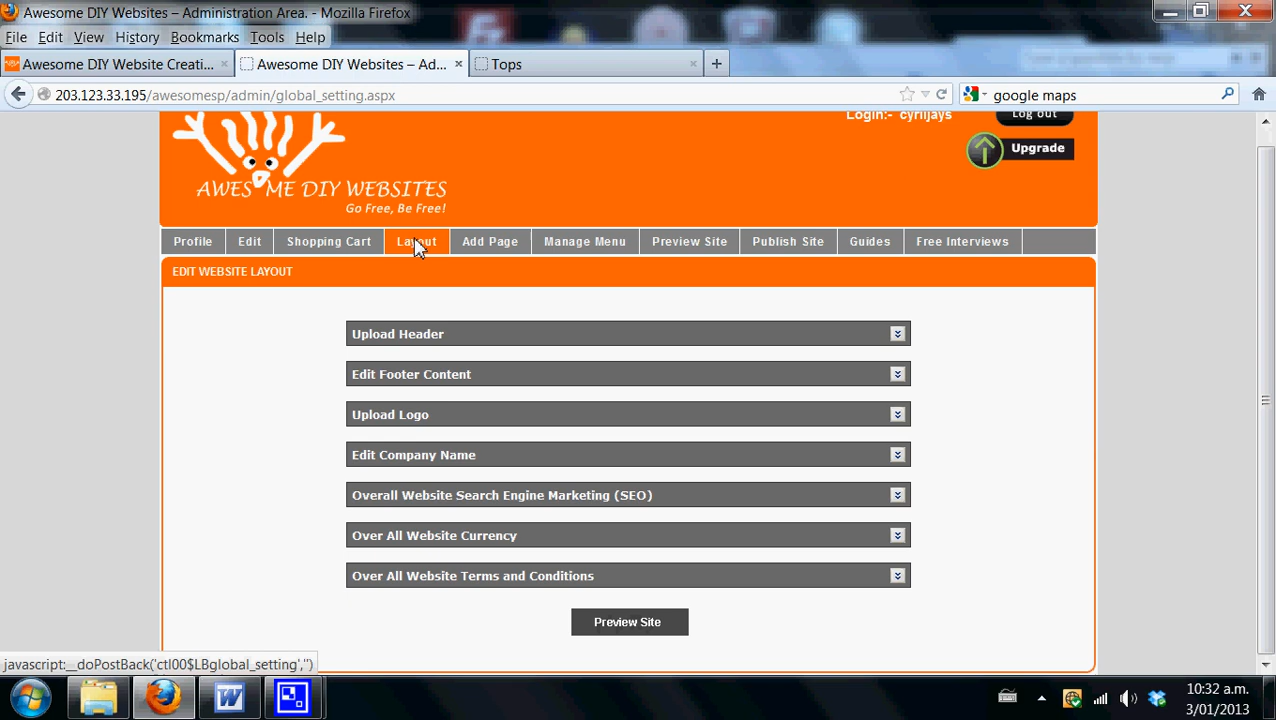 Awesome DIY Websites – Administration Area. - Mozilla Firefox
File Edit View History Bookmarks Tools Help
Awesome DIY Website Creati... × Awesome DIY Websites – Ad... × Tops × +
203.123.33.195/awesomesp/admin/global_setting.aspx google maps
Login:- cyriljays Log out
Upgrade
AWESOME DIY WEBSITES
Go Free, Be Free!
Profile Edit Shopping Cart Layout Add Page Manage Menu Preview Site Publish Site Guides Free Interviews
EDIT WEBSITE LAYOUT
Upload Header
Edit Footer Content
Upload Logo
Edit Company Name
Overall Website Search Engine Marketing (SEO)
Over All Website Currency
Over All Website Terms and Conditions
Preview Site
javascript:__doPostBack('ctl00$LBglobal_setting','')
10:32 a.m.
3/01/2013